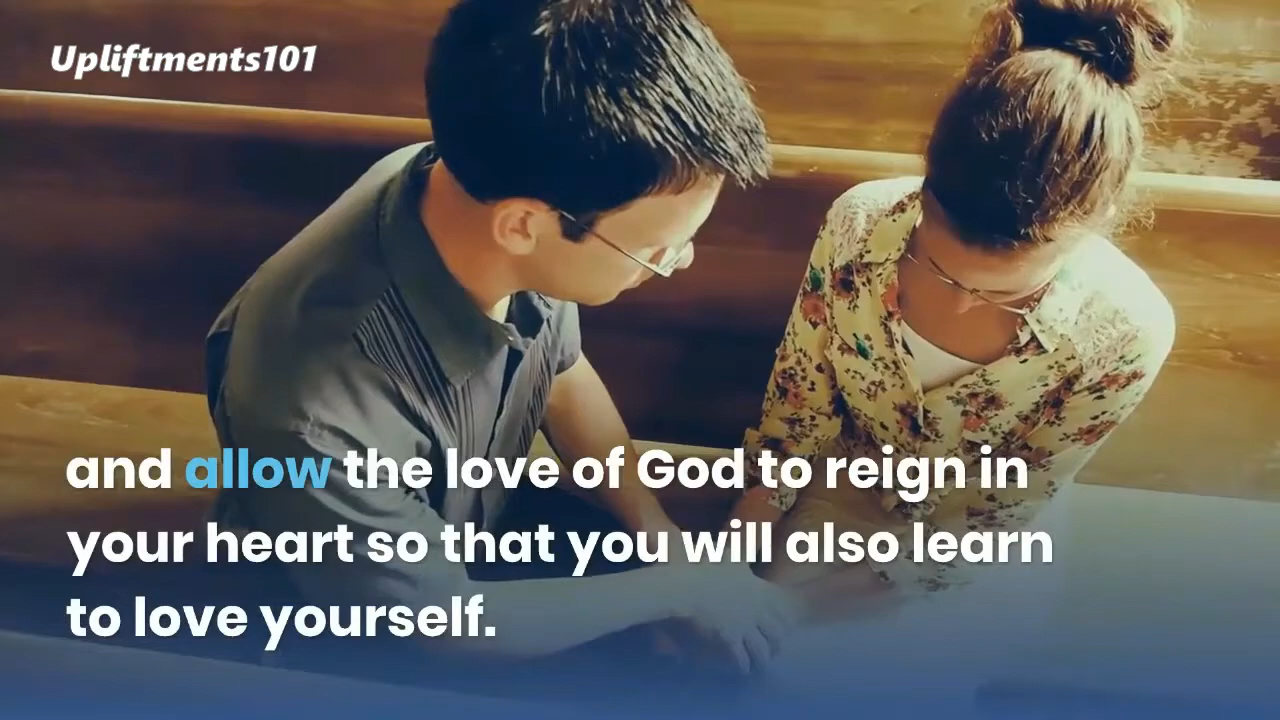 Upliftments101
and allow the love of God to reign in
your heart so that you will also learn
to love yourself.